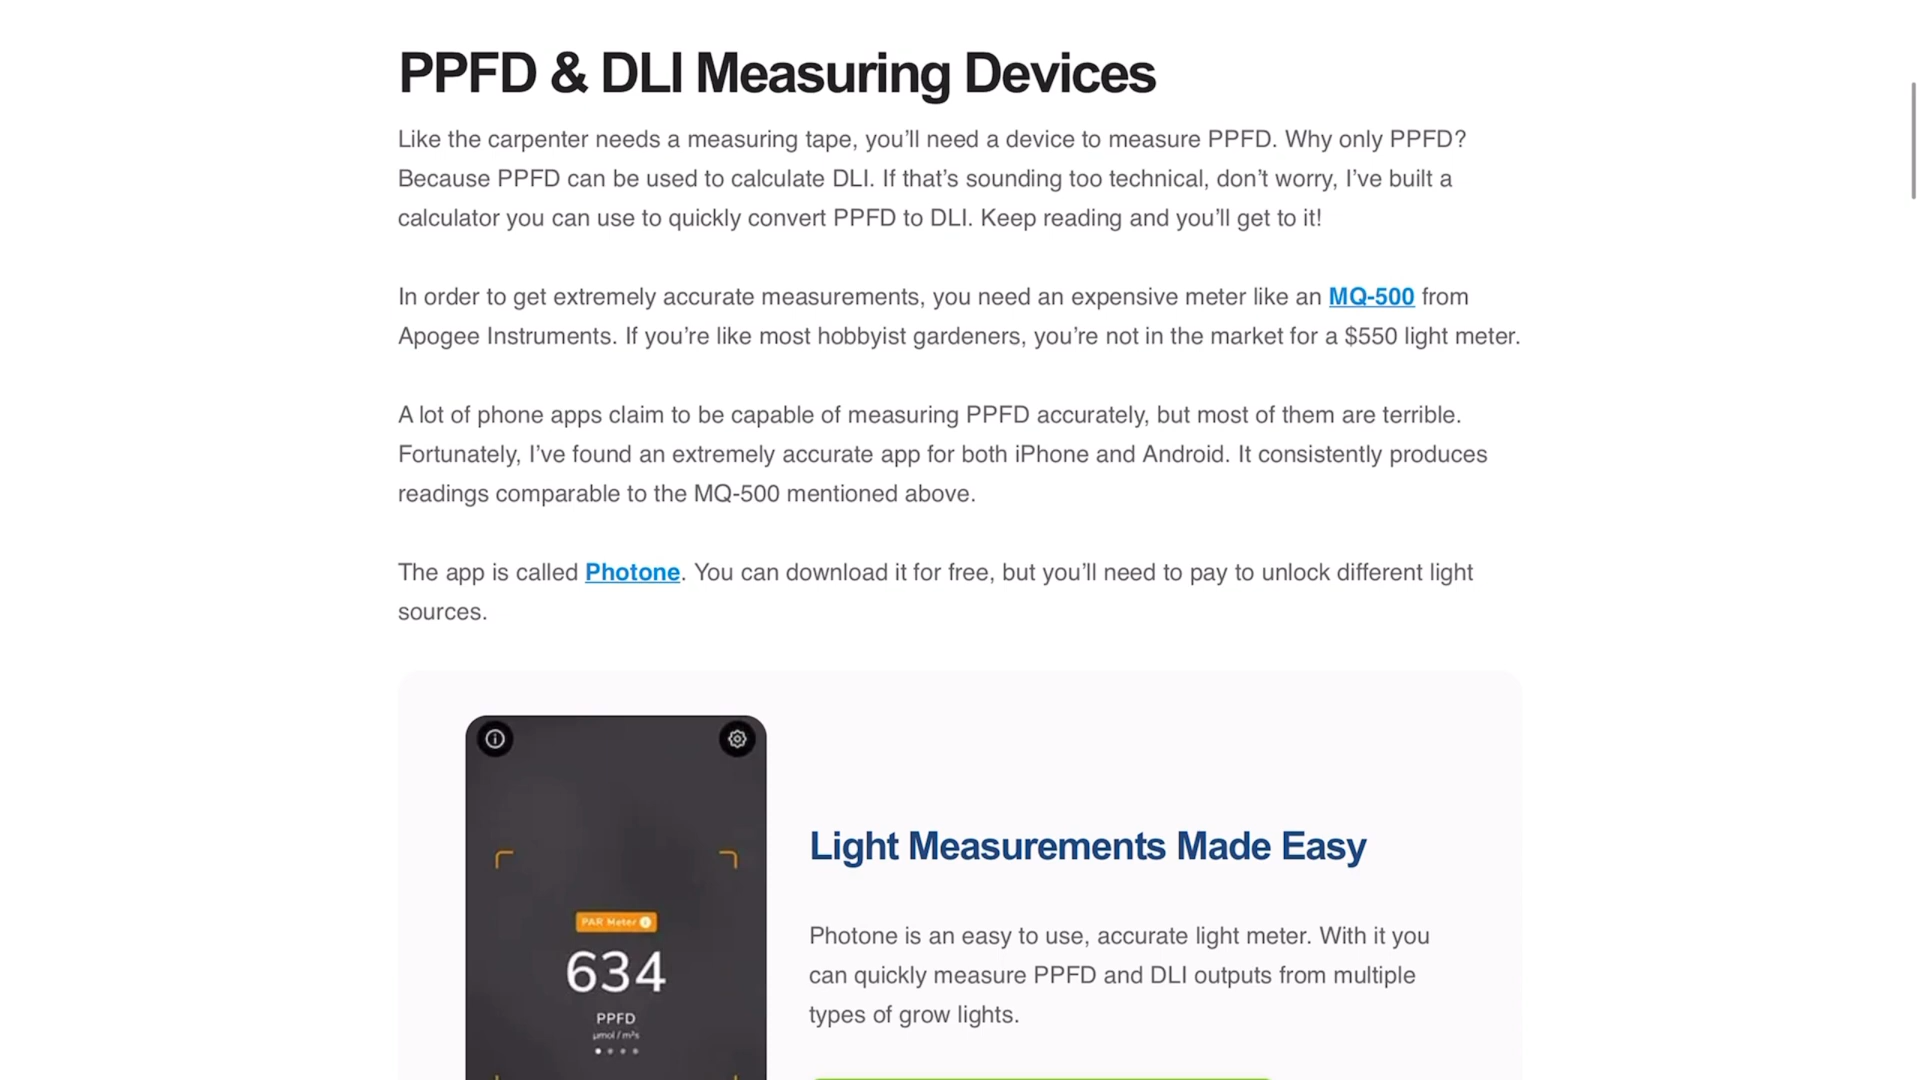 PPFD & DLI Measuring Devices
Like the carpenter needs a measuring tape, you’ll need a device to measure PPFD. Why only PPFD?
Because PPFD can be used to calculate DLI. If that’s sounding too technical, don’t worry, I’ve built a
calculator you can use to quickly convert PPFD to DLI. Keep reading and you’ll get to it!
In order to get extremely accurate measurements, you need an expensive meter like an MQ-500 from
Apogee Instruments. If you’re like most hobbyist gardeners, you’re not in the market for a $550 light meter.
A lot of phone apps claim to be capable of measuring PPFD accurately, but most of them are terrible.
Fortunately, I’ve found an extremely accurate app for both iPhone and Android. It consistently produces
readings comparable to the MQ-500 mentioned above.
The app is called Photone. You can download it for free, but you’ll need to pay to unlock different light
sources.
PAR Meter
634
PPFD
μmol / m²s
Light Measurements Made Easy
Photone is an easy to use, accurate light meter. With it you
can quickly measure PPFD and DLI outputs from multiple
types of grow lights.